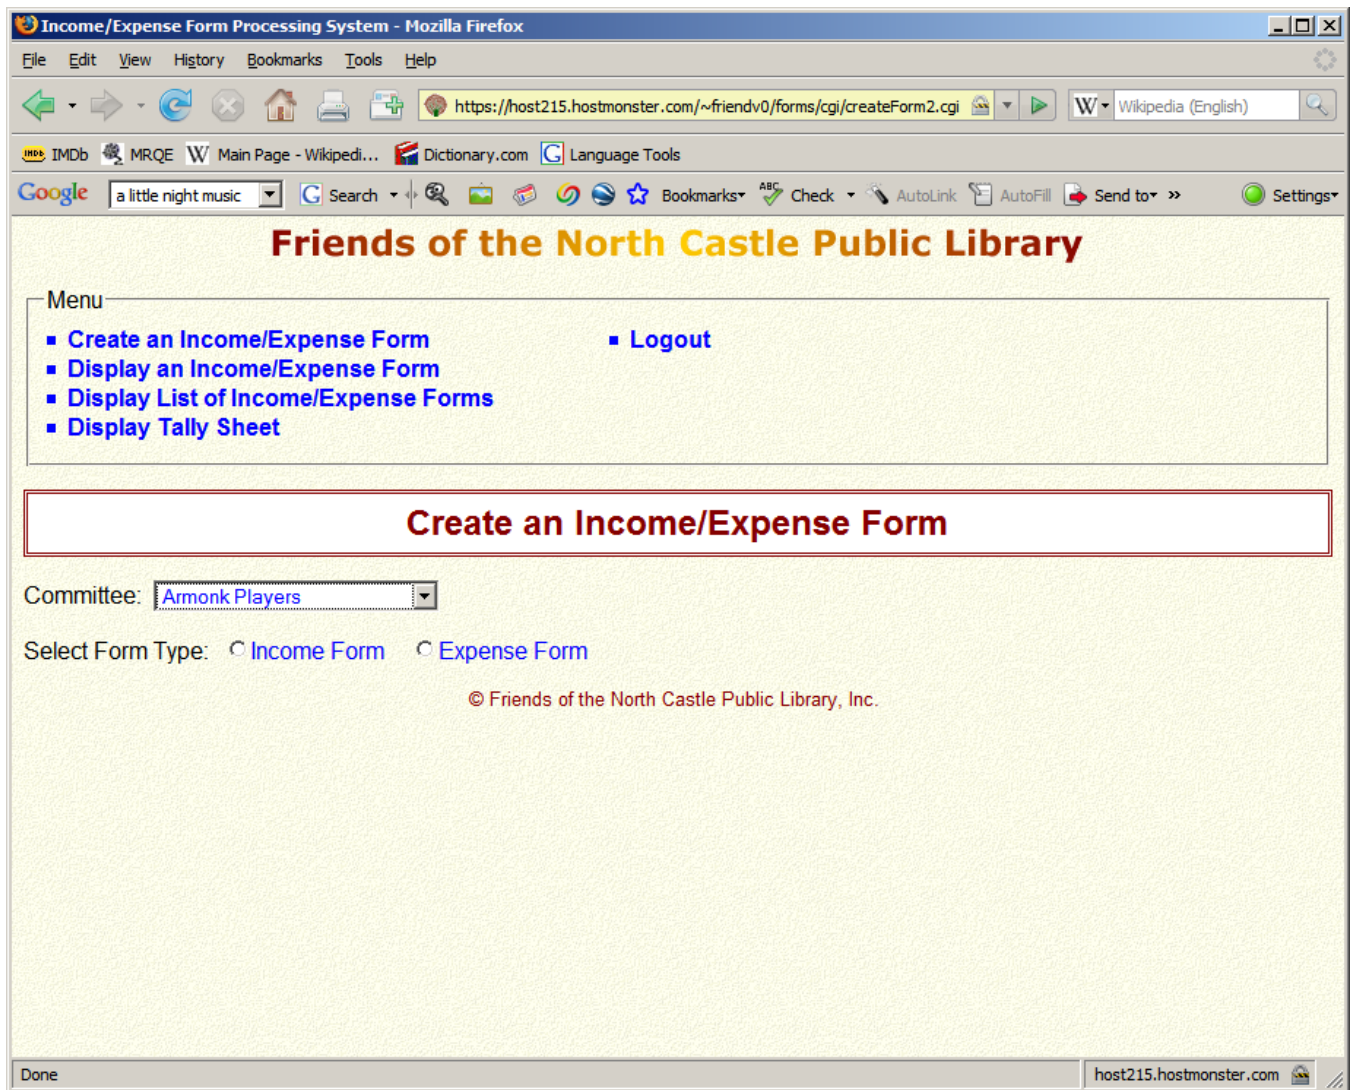 Income/Expense Form Processing System - Mozilla Firefox
File Edit View History Bookmarks Tools Help
https://host215.hostmonster.com/~friendv0/forms/cgi/createForm2.cgi W Wikipedia (English)
IMDb IMDb MRQE W Main Page - Wikipedi... Dictionary.com G Language Tools
Google a little night music G Search Bookmarks ABC Check AutoLink AutoFill Send to » Settings
Friends of the North Castle Public Library
Menu
Create an Income/Expense Form Logout
Display an Income/Expense Form
Display List of Income/Expense Forms
Display Tally Sheet
Create an Income/Expense Form
Committee: Armonk Players
Select Form Type: Income Form Expense Form
© Friends of the North Castle Public Library, Inc.
Done host215.hostmonster.com